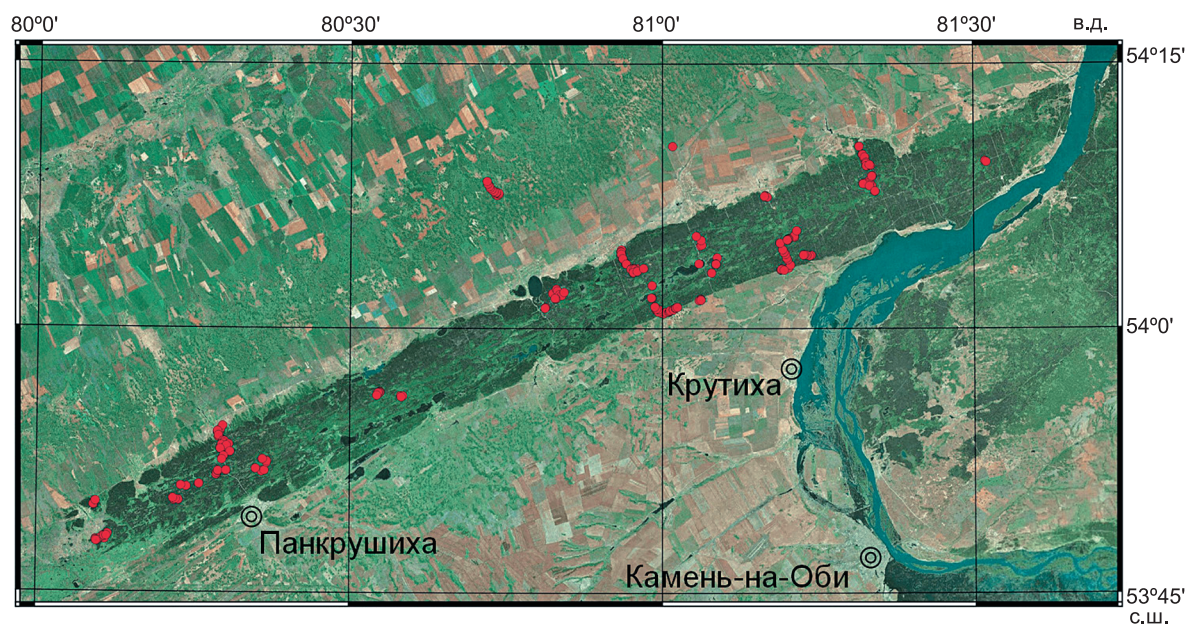 80º0' 80º30' 81º0' 81º30' в.д.
54º15'
54º0'
Крутиха
Панкрушиха
Камень-на-Оби
53º45'
с.ш.